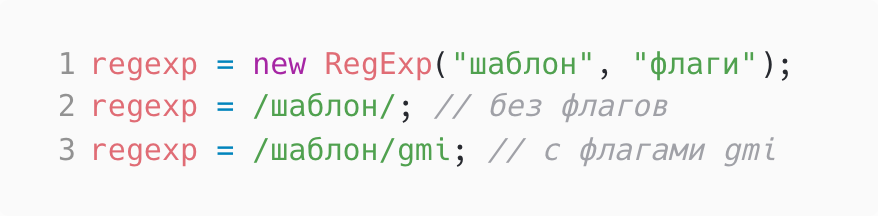 1 regexp = new RegExp("шаблон", "флаги");
2 regexp = /шаблон/; // без флагов
3 regexp = /шаблон/gmi; // с флагами gmi